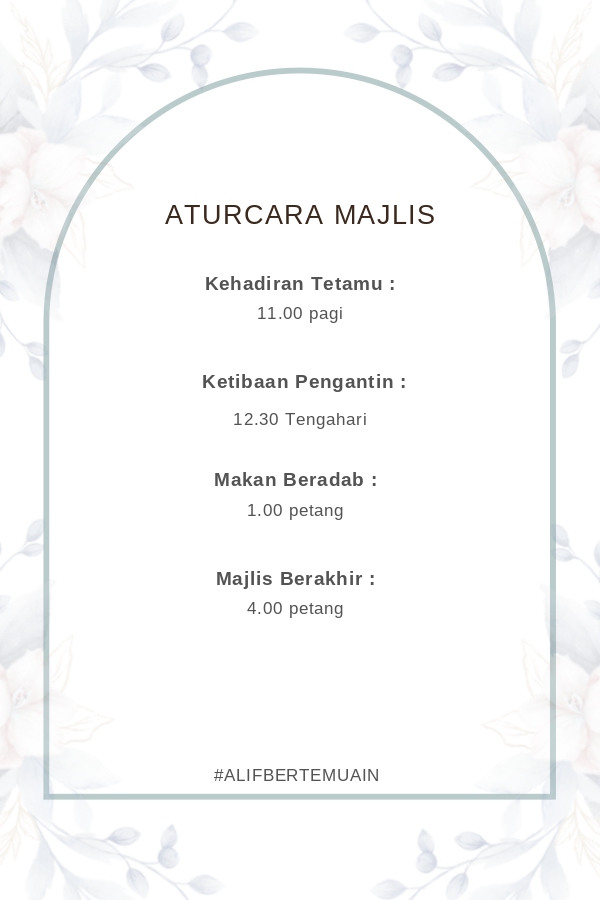 ATURCARA MAJLIS
Kehadiran Tetamu :
11.00 pagi
Ketibaan Pengantin :
12.30 Tengahari
Makan Beradab :
1.00 petang
Majlis Berakhir :
4.00 petang
#ALIFBERTEMUAIN